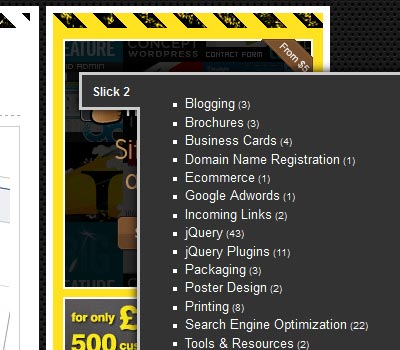 FEATURE
CONCEPT
WORDPRESS
CONTACT FORM
ADMIN
From $5
Slick 2
Blogging (3)
Brochures (3)
Business Cards (4)
Domain Name Registration (1)
Ecommerce (1)
Google Adwords (1)
Incoming Links (2)
jQuery (43)
jQuery Plugins (11)
Packaging (3)
Poster Design (2)
Printing (8)
Search Engine Optimization (22)
Tools & Resources (2)
for only £
500